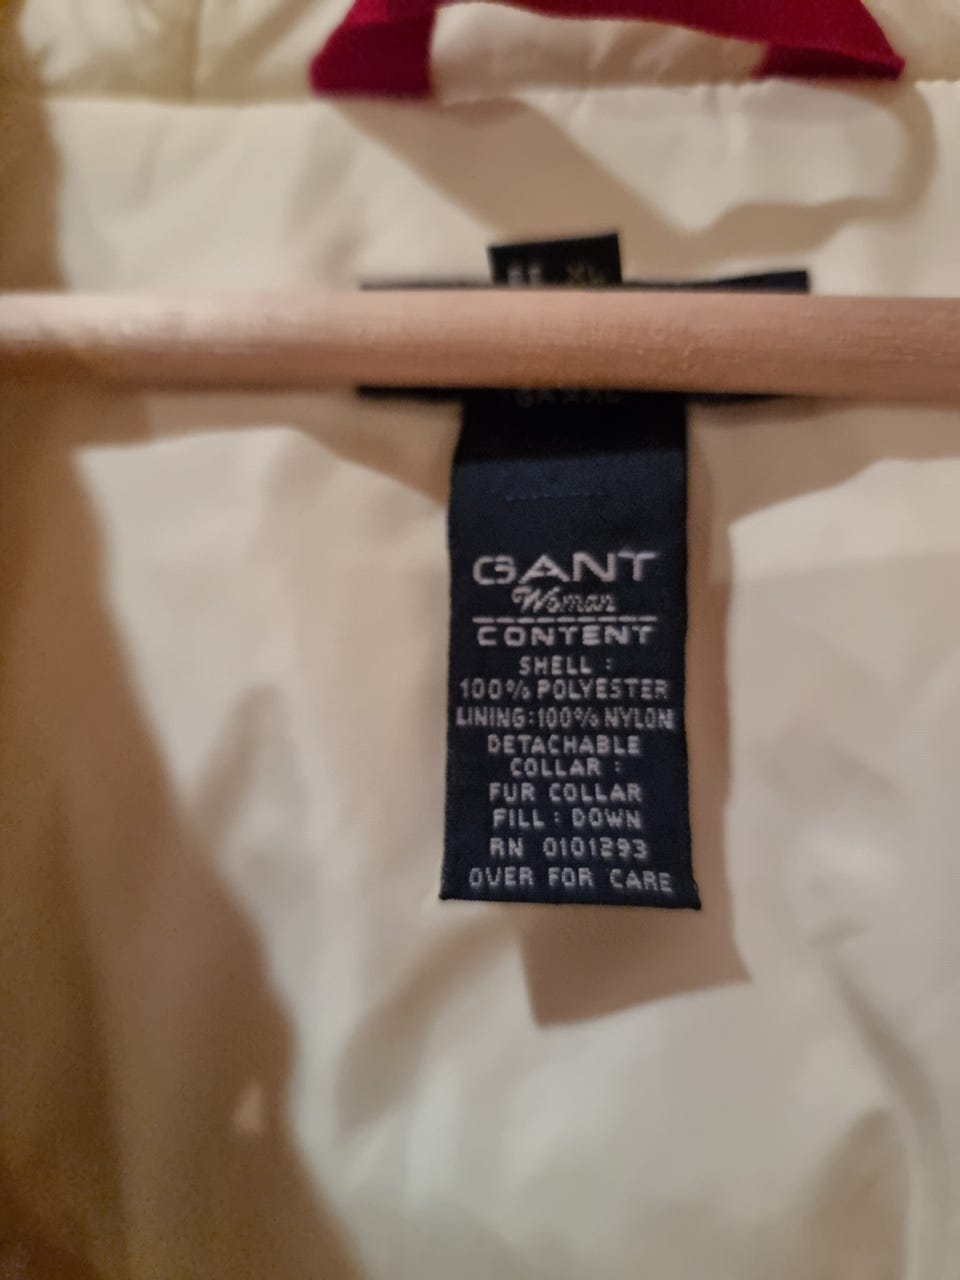 GANT
Woman
CONTENT
SHELL :
100% POLYESTER
LINING:100% NYLON
DETACHABLE
COLLAR :
FUR COLLAR
FILL : DOWN
RN 0101293
OVER FOR CARE